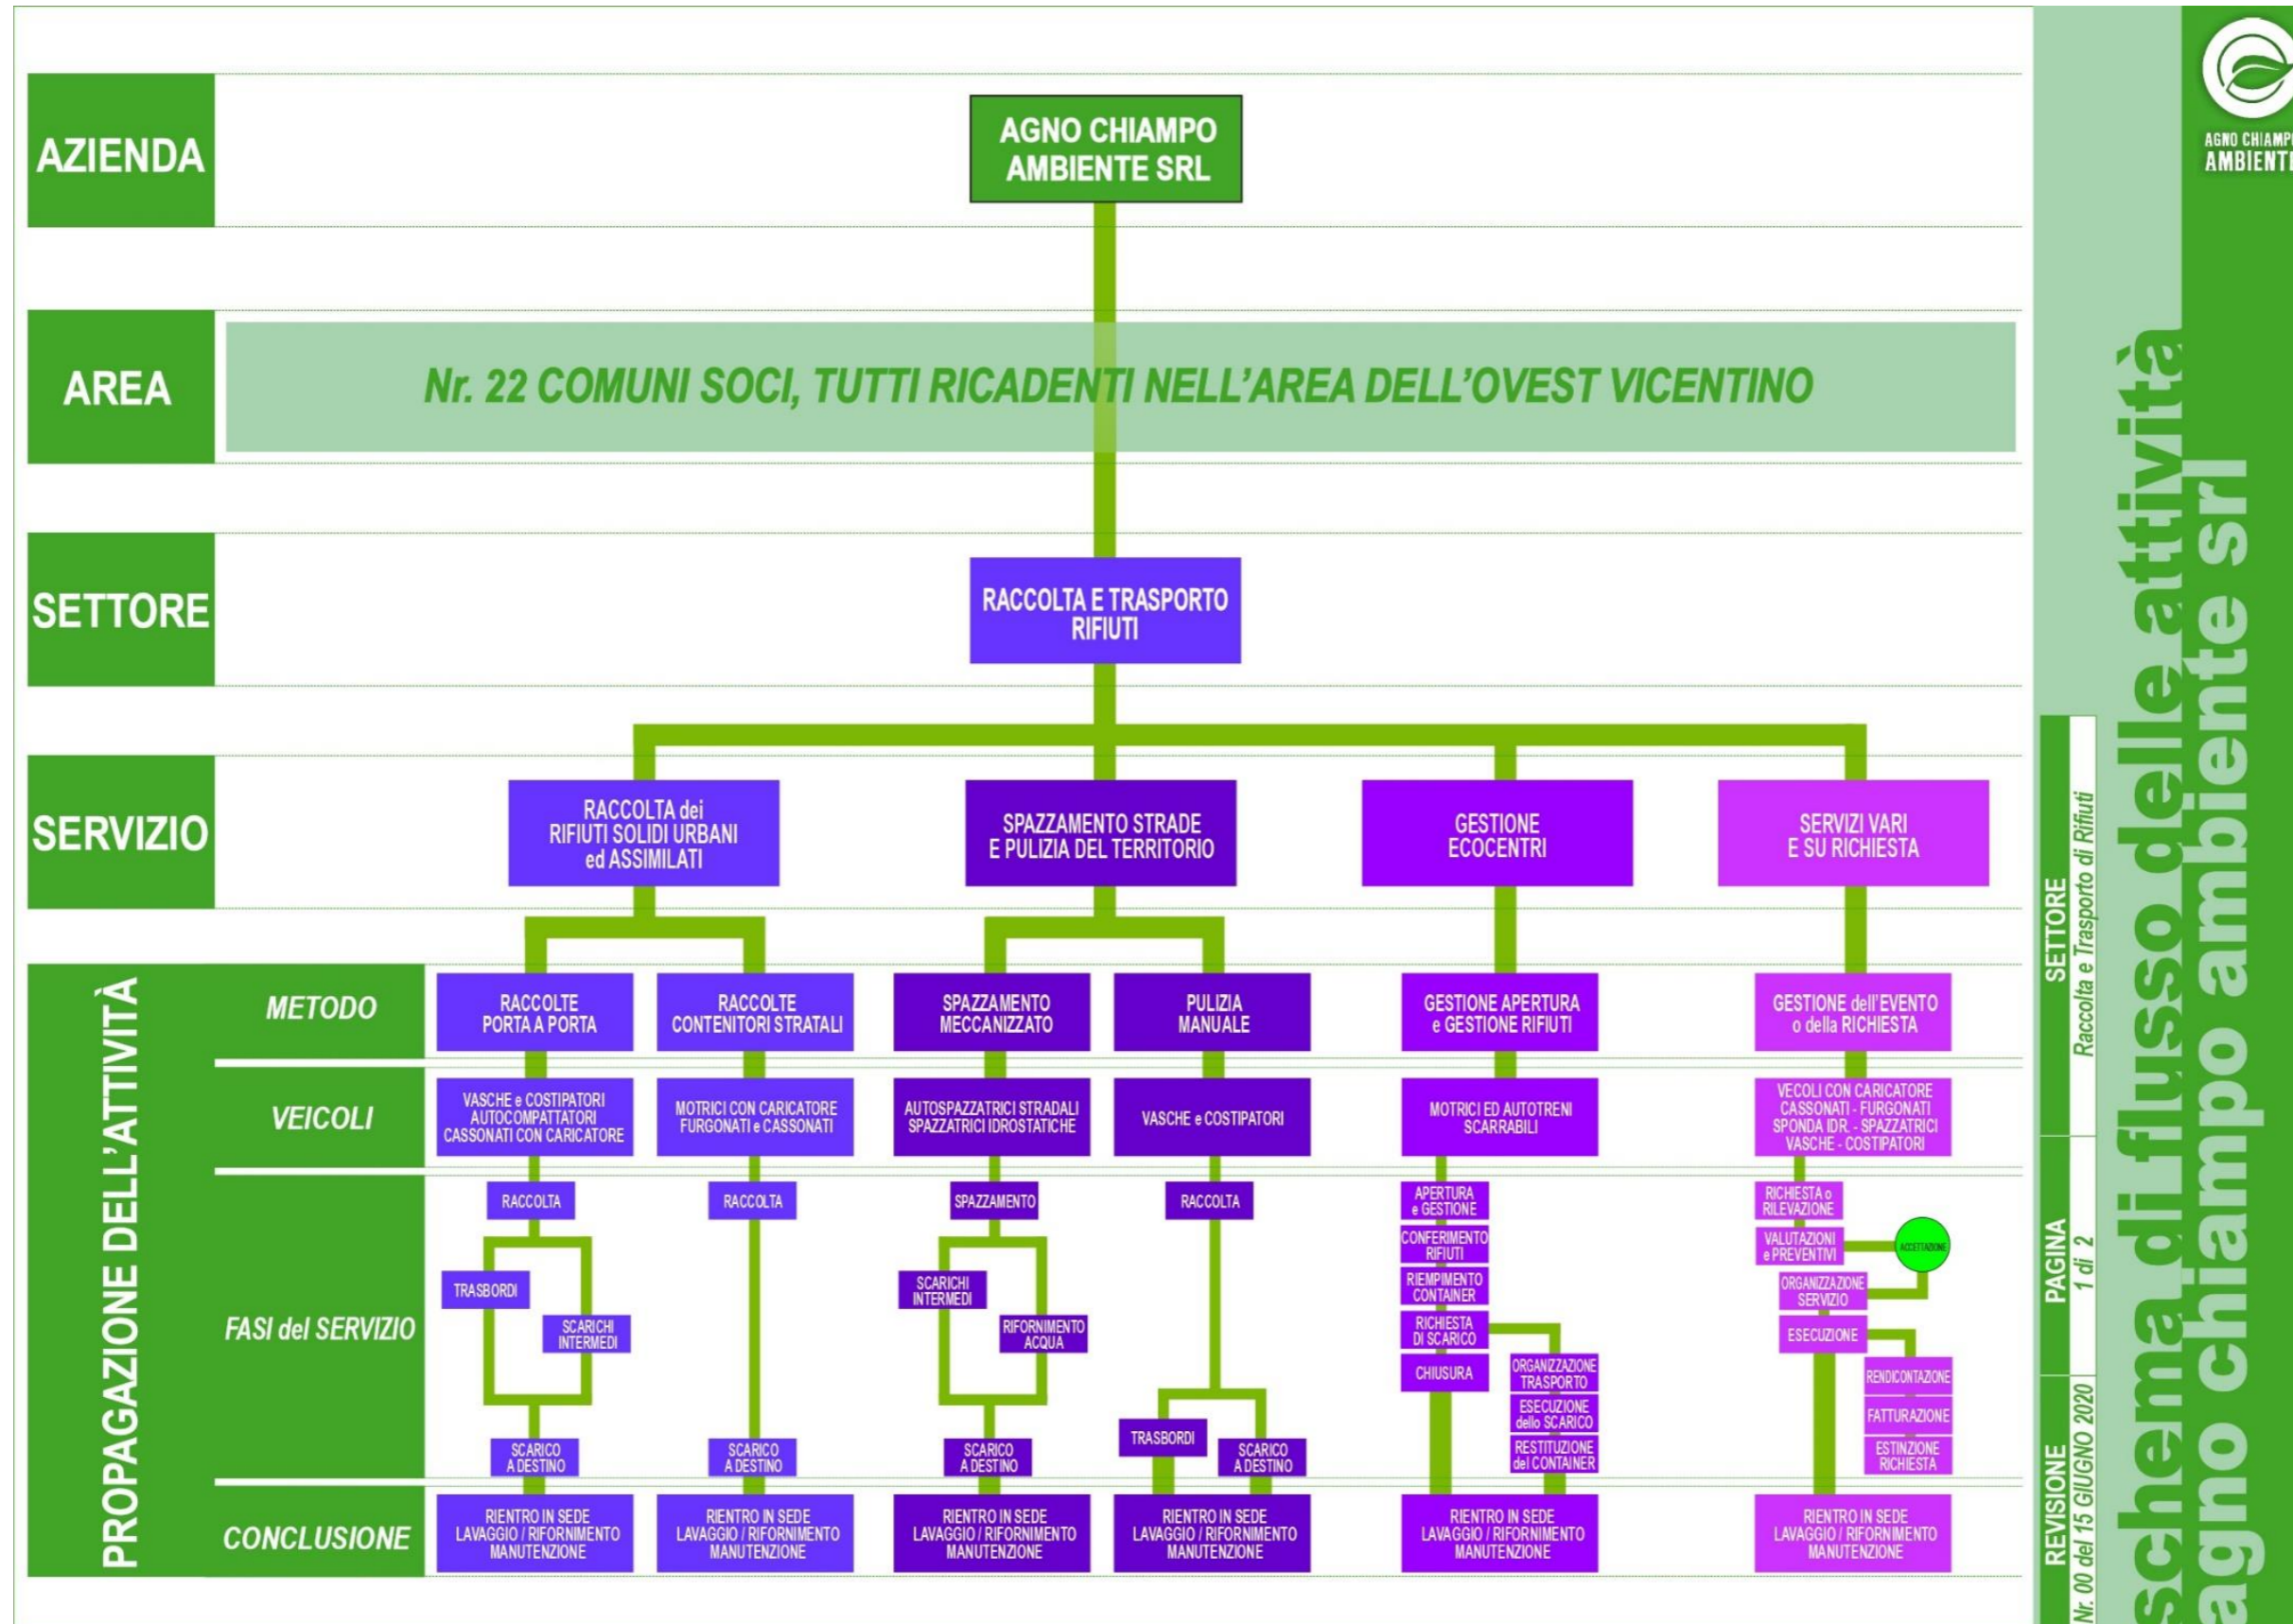 AZIENDA
AGNO CHIAMPO
AMBIENTE SRL
AREA
Nr. 22 COMUNI SOCI, TUTTI RICADENTI NELL'AREA DELL'OVEST VICENTINO
SETTORE
RACCOLTA E TRASPORTO
RIFIUTI
SERVIZIO
RACCOLTA dei
RIFIUTI SOLIDI URBANI
ed ASSIMILATI
SPAZZAMENTO STRADE
E PULIZIA DEL TERRITORIO
GESTIONE
ECOCENTRI
SERVIZI VARI
E SU RICHIESTA
PROPAGAZIONE DELL'ATTIVITÀ
METODO
RACCOLTE
PORTA A PORTA
RACCOLTE
CONTENITORI STRATALI
SPAZZAMENTO
MECCANIZZATO
PULIZIA
MANUALE
GESTIONE APERTURA
e GESTIONE RIFIUTI
GESTIONE dell'EVENTO
o della RICHIESTA
VEICOLI
VASCHE e COSTIPATORI
AUTOCOMPATTATORI
CASSONATI CON CARICATORE
MOTRICI CON CARICATORE
FURGONATI e CASSONATI
AUTOSPAZZATRICI STRADALI
SPAZZATRICI IDROSTATICHE
VASCHE e COSTIPATORI
MOTRICI ED AUTOTRENI
SCARRABILI
VECOLI CON CARICATORE
CASSONATI - FURGONATI
SPONDA IDR. - SPAZZATRICI
VASCHE - COSTIPATORI
FASI del SERVIZIO
RACCOLTA
TRASBORDI
SCARICHI
INTERMEDI
SCARICO
A DESTINO
RACCOLTA
SCARICO
A DESTINO
SPAZZAMENTO
SCARICHI
INTERMEDI
RIFORNIMENTO
ACQUA
SCARICO
A DESTINO
RACCOLTA
TRASBORDI
SCARICO
A DESTINO
APERTURA
e GESTIONE
CONFERIMENTO
RIFIUTI
RIEMPIMENTO
CONTAINER
RICHIESTA
DI SCARICO
CHIUSURA
ORGANIZZAZIONE
TRASPORTO
ESECUZIONE
dello SCARICO
RESTITUZIONE
del CONTAINER
RICHIESTA o
RILEVAZIONE
VALUTAZIONI
e PREVENTIVI
ACCETTAZIONE
ORGANIZZAZIONE
SERVIZIO
ESECUZIONE
RENDICONTAZIONE
FATTURAZIONE
ESTINZIONE
RICHIESTA
CONCLUSIONE
RIENTRO IN SEDE
LAVAGGIO / RIFORNIMENTO
MANUTENZIONE
RIENTRO IN SEDE
LAVAGGIO / RIFORNIMENTO
MANUTENZIONE
RIENTRO IN SEDE
LAVAGGIO / RIFORNIMENTO
MANUTENZIONE
RIENTRO IN SEDE
LAVAGGIO / RIFORNIMENTO
MANUTENZIONE
RIENTRO IN SEDE
LAVAGGIO / RIFORNIMENTO
MANUTENZIONE
RIENTRO IN SEDE
LAVAGGIO / RIFORNIMENTO
MANUTENZIONE
SETTORE
Raccolta e Trasporto di Rifiuti
PAGINA
1 di 2
REVISIONE
Nr. 00 del 15 GIUGNO 2020
schema di flusso delle attività
agno chiampo ambiente srl
AGNO CHIAMPO
AMBIENTE